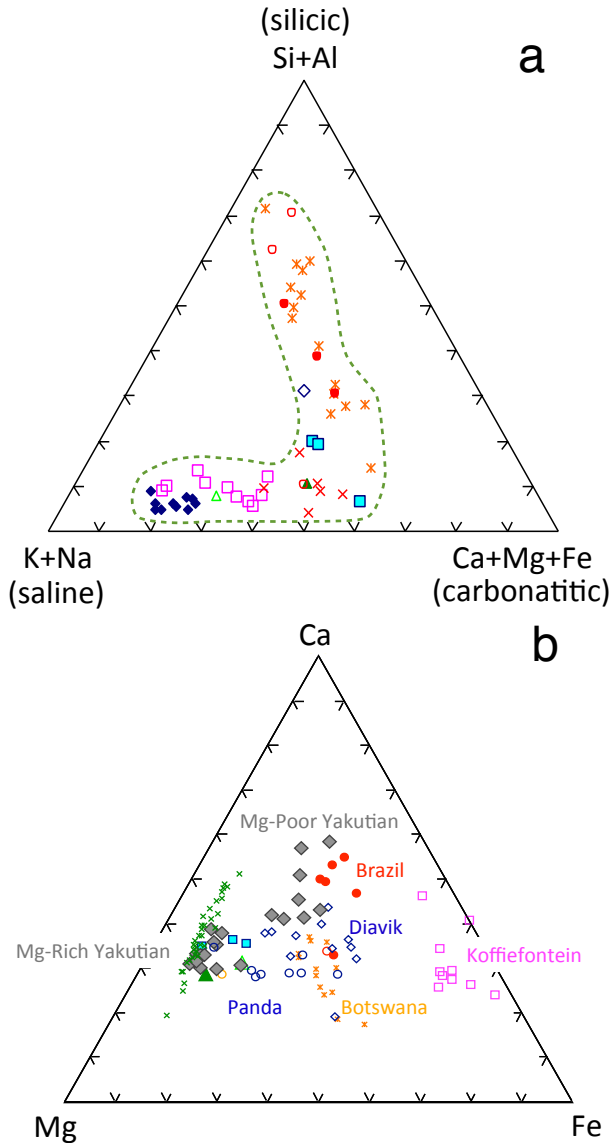 (silicic)
Si+Al
a
K+Na
(saline)
Ca+Mg+Fe
(carbonatitic)
b
Ca
Mg-Poor Yakutian
Brazil
Diavik
Mg-Rich Yakutian
Koffiefontein
Panda
Botswana
Mg
Fe